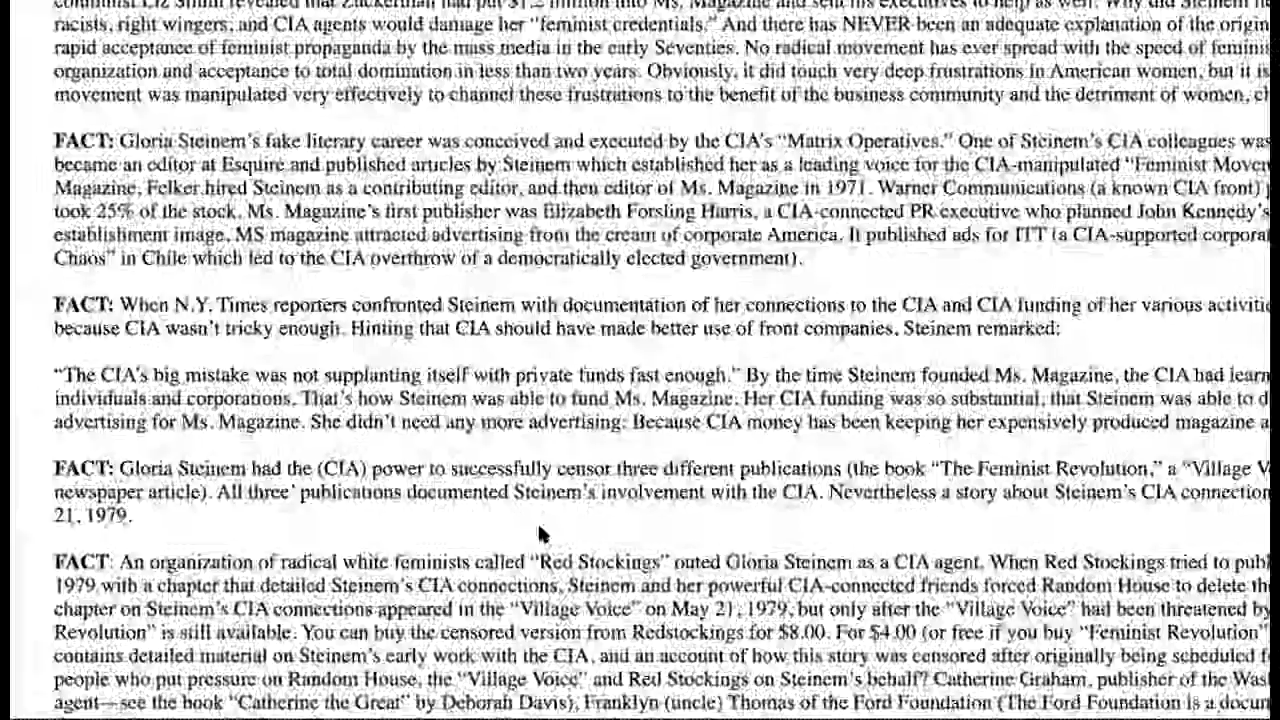 racists, right wingers, and CIA agents would damage her "feminist credentials." And there has NEVER been an adequate explanation of the origin
rapid acceptance of feminist propaganda by the mass media in the early Seventies. No radical movement has ever spread with the speed of feminis
organization and acceptance to total domination in less than two years. Obviously, it did touch very deep frustrations in American women, but it is
movement was manipulated very effectively to channel these frustrations to the benefit of the business community and the detriment of women, ch
FACT: Gloria Steinem's fake literary career was conceived and executed by the CIA's "Matrix Operatives." One of Steinem's CIA colleagues was
became an editor at Esquire and published articles by Steinem which established her as a leading voice for the CIA-manipulated "Feminist Mover
Magazine, Felker hired Steinem as a contributing editor, and then editor of Ms. Magazine in 1971. Warner Communications (a known CIA front)
took 25% of the stock. Ms. Magazine's first publisher was Elizabeth Forsling Harris, a CIA-connected PR executive who planned John Kennedy's
establishment image, MS magazine attracted advertising from the cream of corporate America. It published ads for ITT (a CIA-supported corporat
Chaos" in Chile which led to the CIA overthrow of a democratically elected government).
FACT: When N.Y. Times reporters confronted Steinem with documentation of her connections to the CIA and CIA funding of her various activitie
because CIA wasn't tricky enough. Hinting that CIA should have made better use of front companies, Steinem remarked:
"The CIA's big mistake was not supplanting itself with private funds fast enough." By the time Steinem founded Ms. Magazine, the CIA had learn
individuals and corporations. That's how Steinem was able to fund Ms. Magazine. Her CIA funding was so substantial, that Steinem was able to d
advertising for Ms. Magazine. She didn't need any more advertising: Because CIA money has been keeping her expensively produced magazine a
FACT: Gloria Steinem had the (CIA) power to successfully censor three different publications (the book "The Feminist Revolution," a "Village V
newspaper article). All three' publications documented Steinem's involvement with the CIA. Nevertheless a story about Steinem's CIA connection
21, 1979.
FACT: An organization of radical white feminists called "Red Stockings" outed Gloria Steinem as a CIA agent. When Red Stockings tried to publ
1979 with a chapter that detailed Steinem's CIA connections, Steinem and her powerful CIA-connected friends forced Random House to delete the
chapter on Steinem's CIA connections appeared in the "Village Voice" on May 21, 1979, but only after the "Village Voice" had been threatened by
Revolution" is still available: You can buy the censored version from Redstockings for $8.00. For $4.00 (or free if you buy "Feminist Revolution"
contains detailed material on Steinem's early work with the CIA, and an account of how this story was censored after originally being scheduled f
people who put pressure on Random House, the "Village Voice" and Red Stockings on Steinem's behalf? Catherine Graham, publisher of the Was
agent—see the book "Catherine the Great" by Deborah Davis), Franklyn (uncle) Thomas of the Ford Foundation (The Ford Foundation is a docum